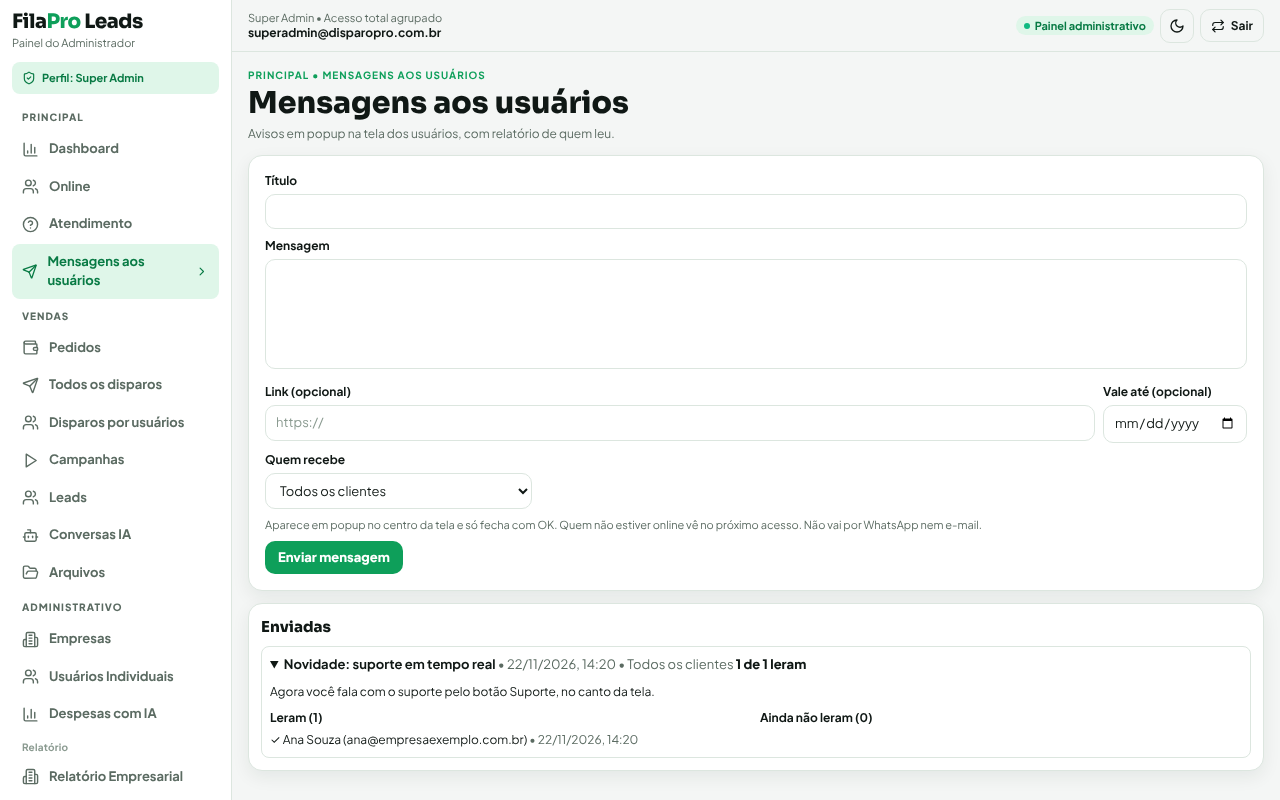 FilaPro Leads
Painel do Administrador
Perfil: Super Admin
PRINCIPAL
Dashboard
Online
Atendimento
Mensagens aos
usuários
VENDAS
Pedidos
Todos os disparos
Disparos por usuários
Campanhas
Leads
Conversas IA
Arquivos
ADMINISTRATIVO
Empresas
Usuários Individuais
Despesas com IA
Relatório
Relatório Empresarial
Super Admin • Acesso total agrupado
superadmin@disparopro.com.br
Painel administrativo
Sair
PRINCIPAL • MENSAGENS AOS USUÁRIOS
Mensagens aos usuários
Avisos em popup na tela dos usuários, com relatório de quem leu.
Título
Mensagem
Link (opcional)
Vale até (opcional)
https://
mm/dd/yyyy
Quem recebe
Todos os clientes
Aparece em popup no centro da tela e só fecha com OK. Quem não estiver online vê no próximo acesso. Não vai por WhatsApp nem e-mail.
Enviar mensagem
Enviadas
▼ Novidade: suporte em tempo real • 22/11/2026, 14:20 • Todos os clientes 1 de 1 leram
Agora você fala com o suporte pelo botão Suporte, no canto da tela.
Leram (1)
Ainda não leram (0)
✓ Ana Souza (ana@empresaexemplo.com.br) • 22/11/2026, 14:20